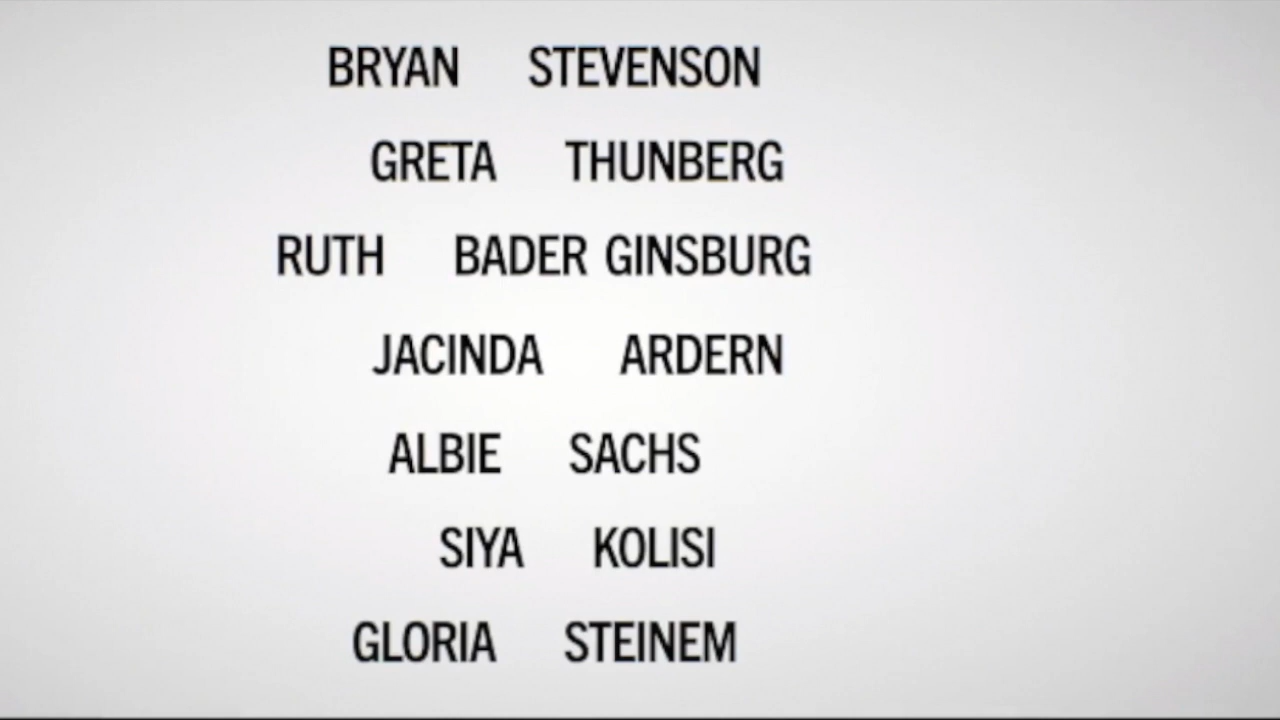 BRYAN STEVENSON
GRETA THUNBERG
RUTH BADER GINSBURG
JACINDA ARDERN
ALBIE SACHS
SIYA KOLISI
GLORIA STEINEM